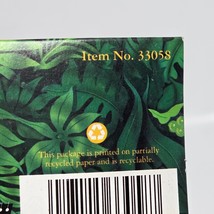 Item No. 33058
This package is printed on partially
recycled paper and is recyclable.